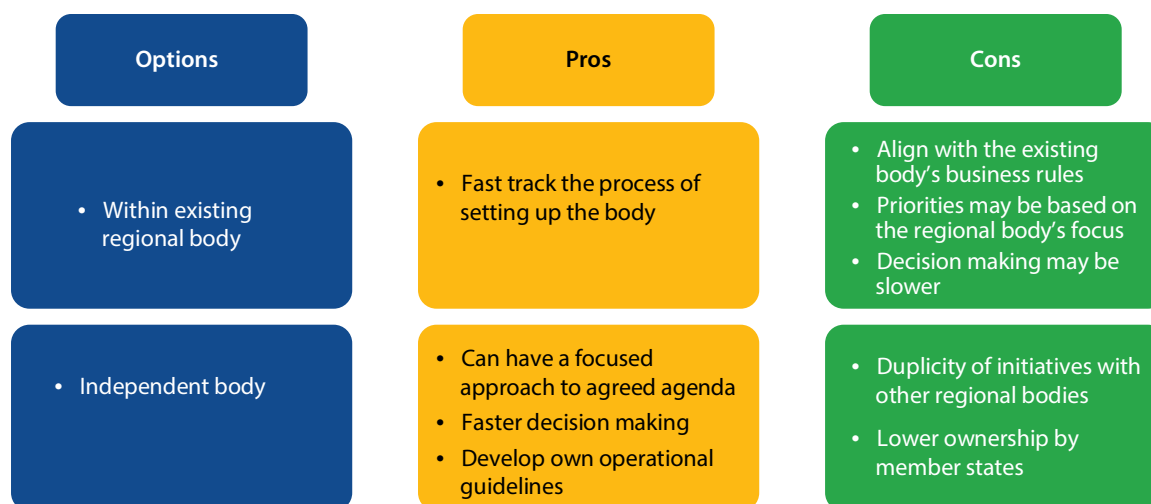 Options
Pros
Cons
• Within existing
regional body
• Fast track the process of
setting up the body
• Align with the existing
body's business rules
• Priorities may be based on
the regional body's focus
• Decision making may be
slower
• Independent body
• Can have a focused
approach to agreed agenda
• Faster decision making
• Develop own operational
guidelines
• Duplicity of initiatives with
other regional bodies
• Lower ownership by
member states